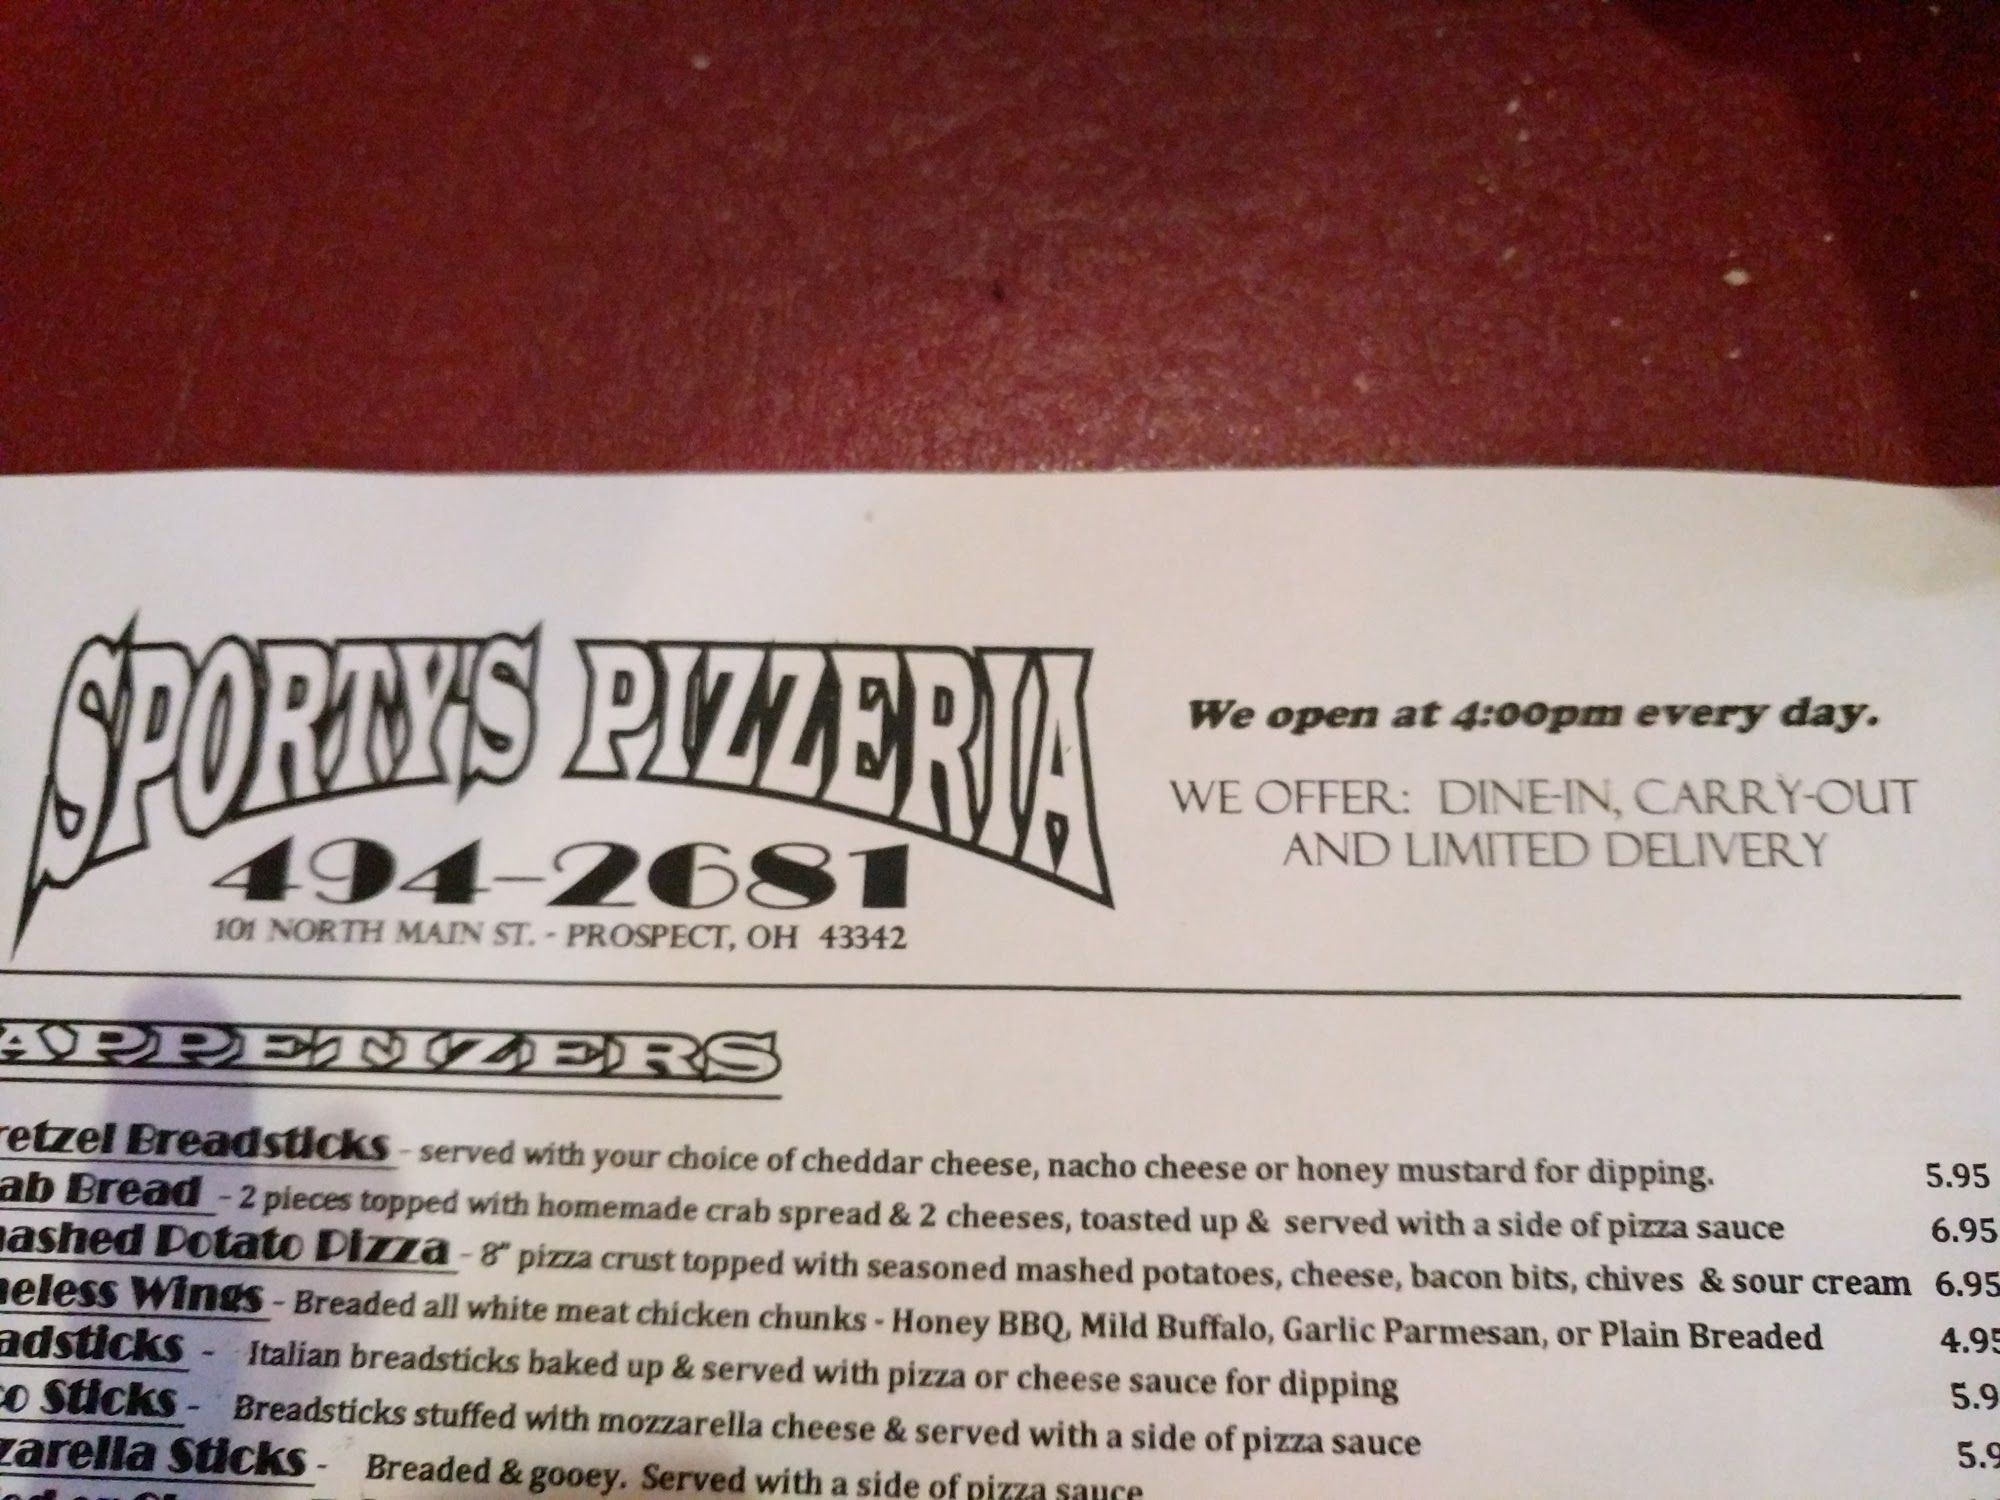 SPORTY'S PIZZERIA
494-2681
101 NORTH MAIN ST. - PROSPECT, OH 43342
We open at 4:00pm every day.
WE OFFER: DINE-IN, CARRY-OUT
AND LIMITED DELIVERY
APPETIZERS
retzel Breadsticks - served with your choice of cheddar cheese, nacho cheese or honey mustard for dipping. 5.95
ab Bread - 2 pieces topped with homemade crab spread & 2 cheeses, toasted up & served with a side of pizza sauce 6.95
ashed Potato Pizza - 8" pizza crust topped with seasoned mashed potatoes, cheese, bacon bits, chives & sour cream 6.95
eless Wings - Breaded all white meat chicken chunks - Honey BBQ, Mild Buffalo, Garlic Parmesan, or Plain Breaded 4.95
adsticks - Italian breadsticks baked up & served with pizza or cheese sauce for dipping 5.9
o Sticks - Breadsticks stuffed with mozzarella cheese & served with a side of pizza sauce 5.9
zarella Sticks - Breaded & gooey. Served with a side of pizza sauce